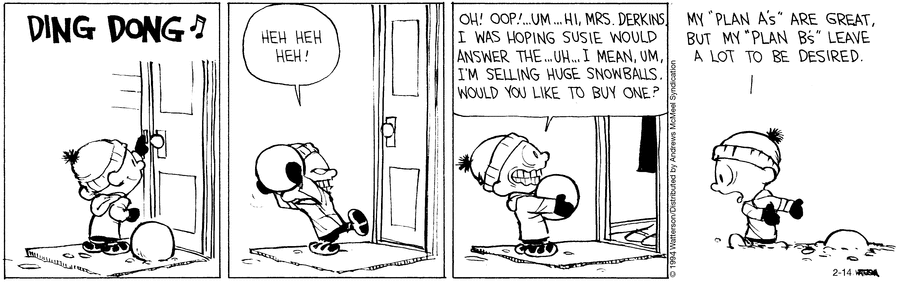 DING DONG
HEH HEH
HEH!
OH! OOP!...UM...HI, MRS. DERKINS,
I WAS HOPING SUSIE WOULD
ANSWER THE...UH...I MEAN, UM,
I'M SELLING HUGE SNOWBALLS.
WOULD YOU LIKE TO BUY ONE?
© 1994 Watterson/Distributed by Andrews McMeel Syndication
MY "PLAN A's" ARE GREAT,
BUT MY "PLAN B's" LEAVE
A LOT TO BE DESIRED.
2-14